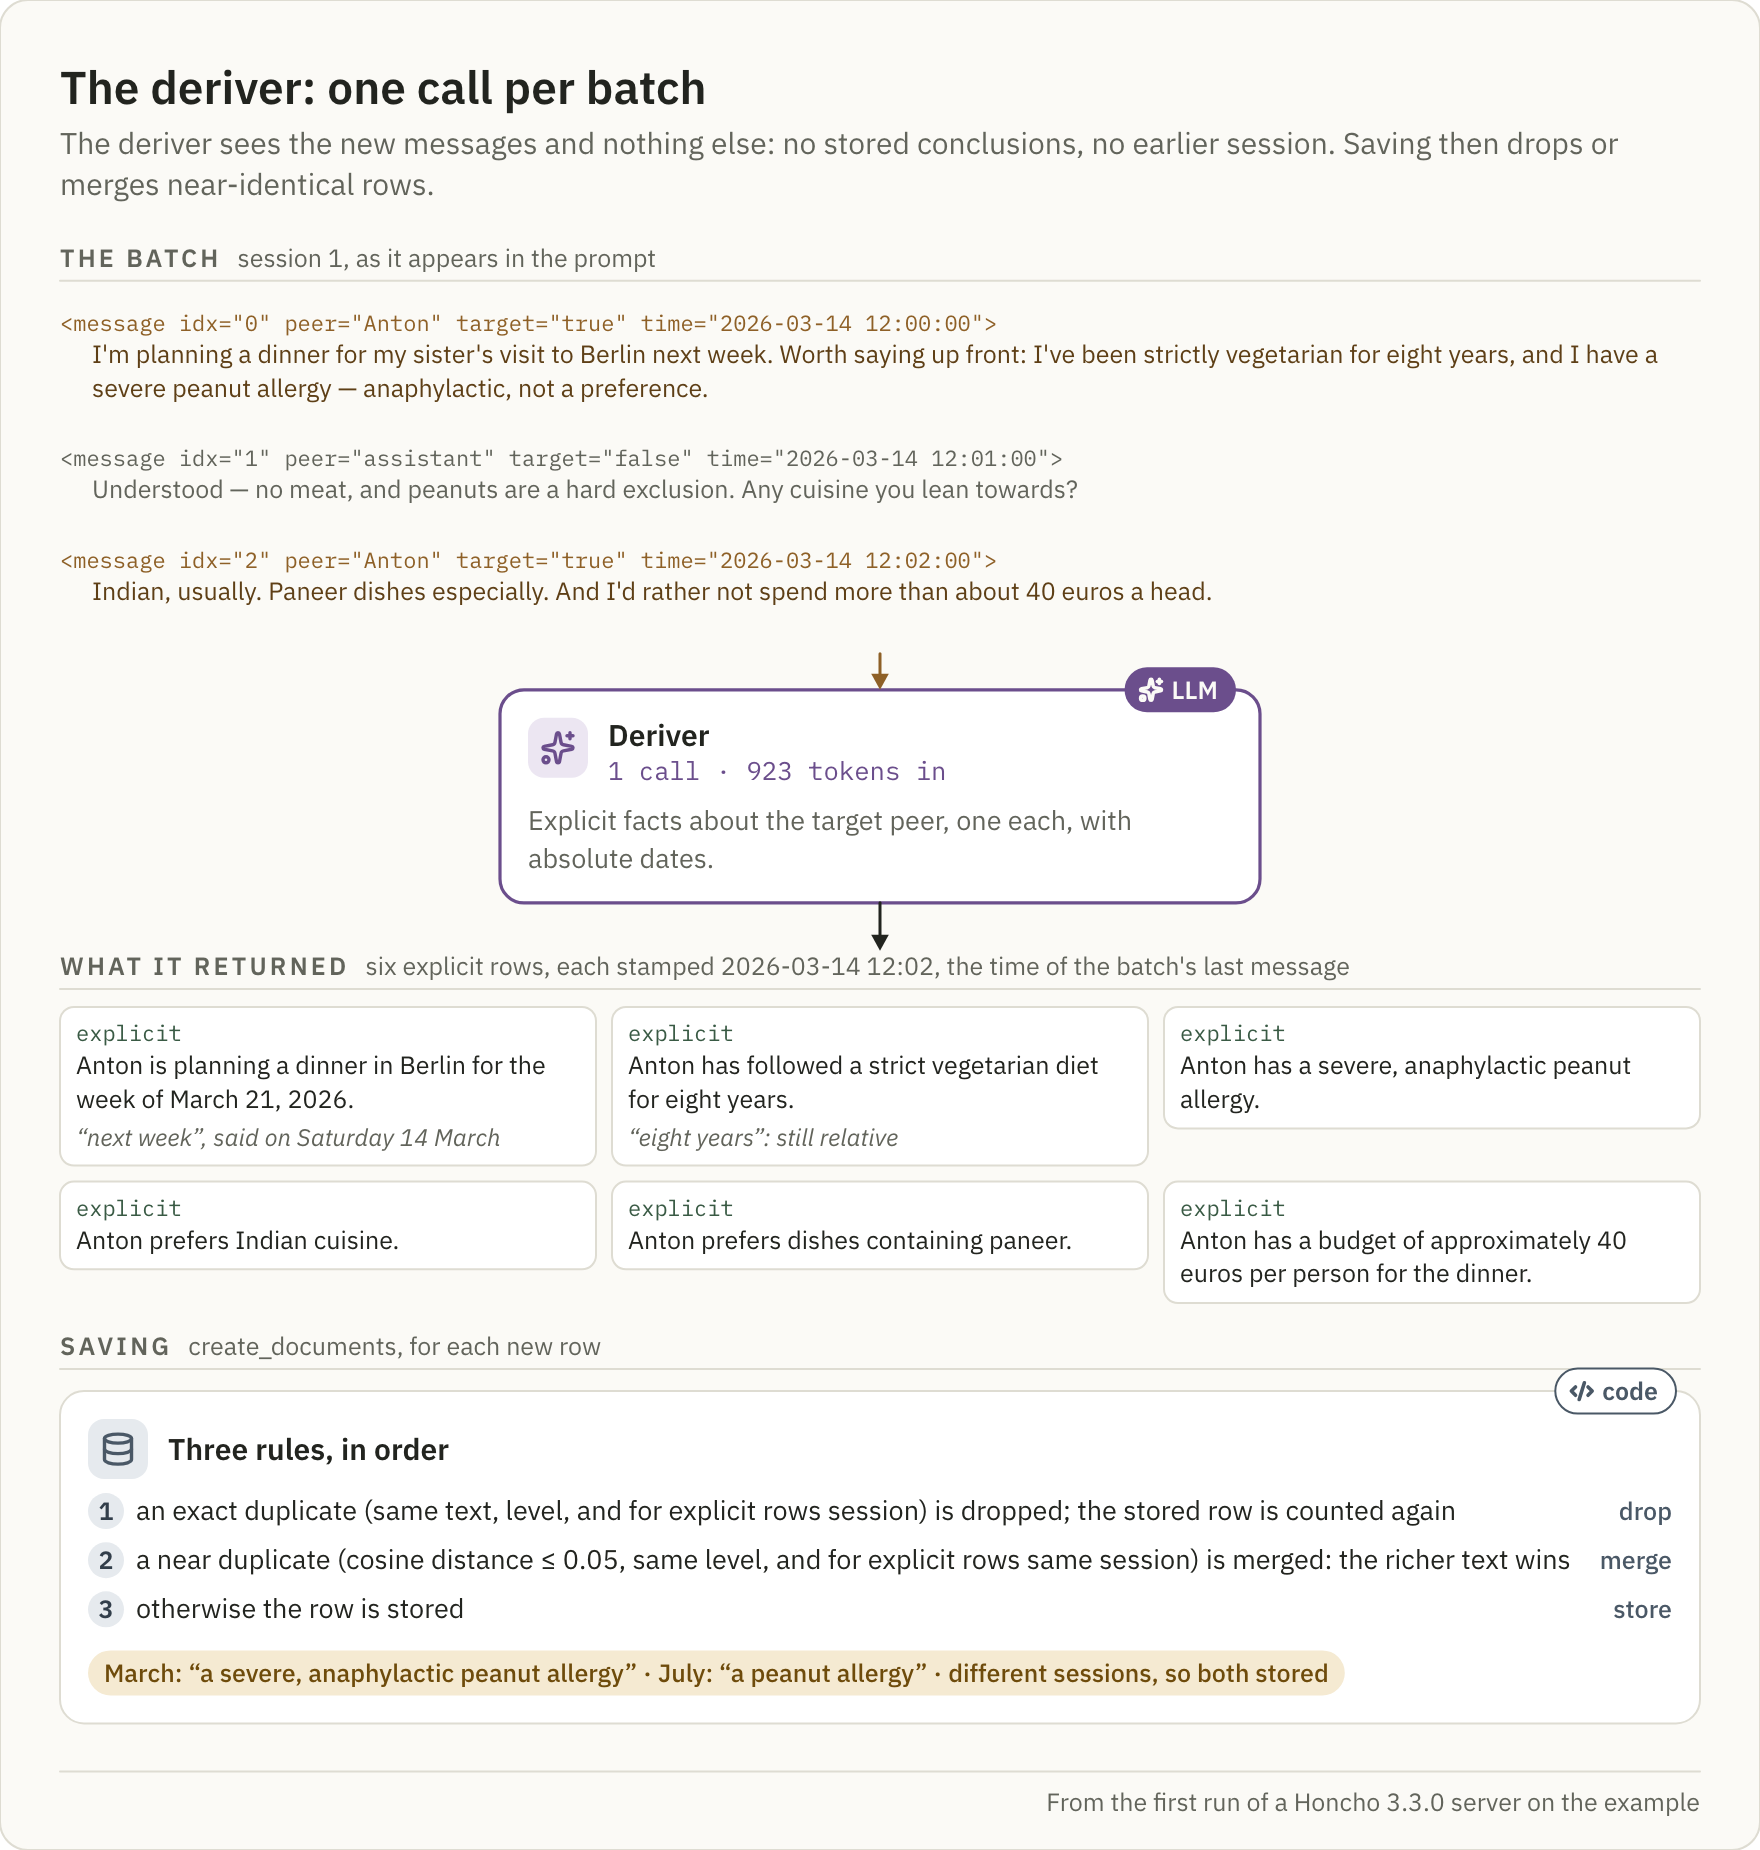 The deriver: one call per batch
The deriver sees the new messages and nothing else: no stored conclusions, no earlier session. Saving then drops or
merges near-identical rows.
THE BATCH session 1, as it appears in the prompt
<message idx="0" peer="Anton" target="true" time="2026-03-14 12:00:00">
I'm planning a dinner for my sister's visit to Berlin next week. Worth saying up front: I've been strictly vegetarian for eight years, and I have a
severe peanut allergy — anaphylactic, not a preference.
<message idx="1" peer="assistant" target="false" time="2026-03-14 12:01:00">
Understood — no meat, and peanuts are a hard exclusion. Any cuisine you lean towards?
<message idx="2" peer="Anton" target="true" time="2026-03-14 12:02:00">
Indian, usually. Paneer dishes especially. And I'd rather not spend more than about 40 euros a head.
LLM
Deriver
1 call · 923 tokens in
Explicit facts about the target peer, one each, with
absolute dates.
WHAT IT RETURNED six explicit rows, each stamped 2026-03-14 12:02, the time of the batch's last message
explicit
Anton is planning a dinner in Berlin for the
week of March 21, 2026.
“next week”, said on Saturday 14 March
explicit
Anton has followed a strict vegetarian diet
for eight years.
“eight years”: still relative
explicit
Anton has a severe, anaphylactic peanut
allergy.
explicit
Anton prefers Indian cuisine.
explicit
Anton prefers dishes containing paneer.
explicit
Anton has a budget of approximately 40
euros per person for the dinner.
SAVING create_documents, for each new row
</> code
Three rules, in order
1 an exact duplicate (same text, level, and for explicit rows session) is dropped; the stored row is counted again drop
2 a near duplicate (cosine distance ≤ 0.05, same level, and for explicit rows same session) is merged: the richer text wins merge
3 otherwise the row is stored store
March: “a severe, anaphylactic peanut allergy” · July: “a peanut allergy” · different sessions, so both stored
From the first run of a Honcho 3.3.0 server on the example